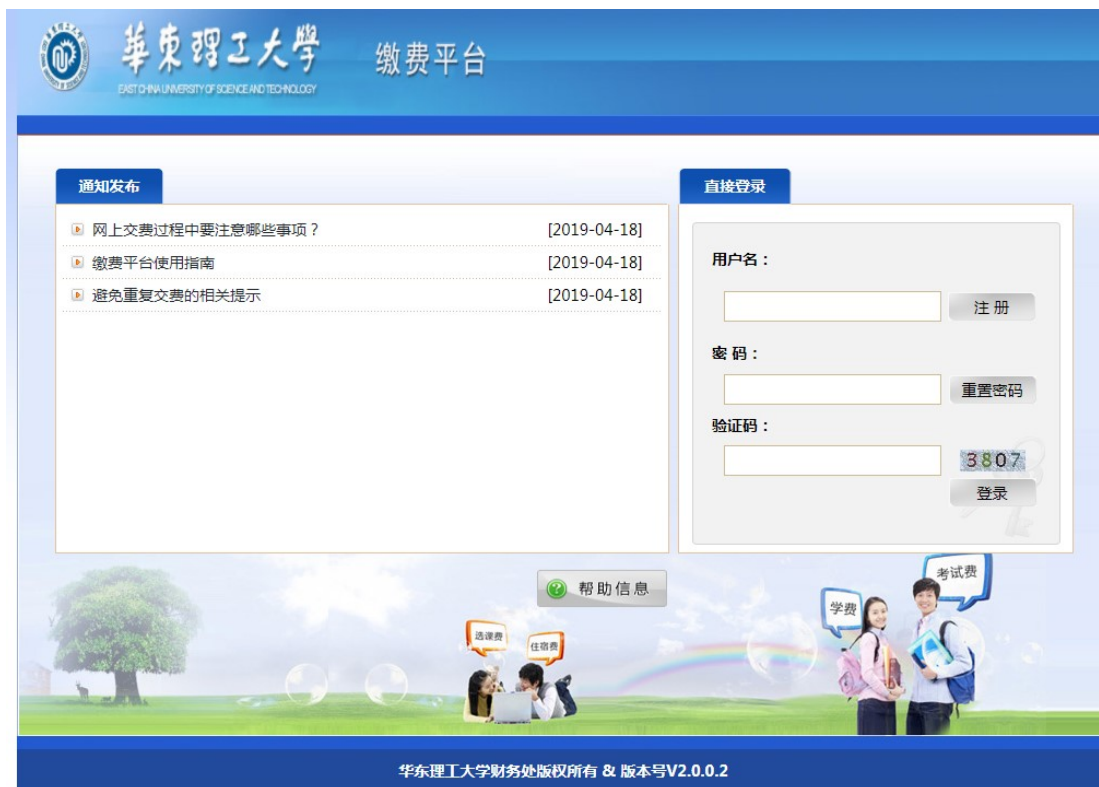 華東理工大學
EAST CHINA UNIVERSITY OF SCIENCE AND TECHNOLOGY
缴费平台
通知发布
网上交费过程中要注意哪些事项？ [2019-04-18]
缴费平台使用指南 [2019-04-18]
避免重复交费的相关提示 [2019-04-18]
直接登录
用户名：
注 册
密 码：
重置密码
验证码：
3807
登录
帮助信息
选课费
住宿费
学费
考试费
华东理工大学财务处版权所有 & 版本号V2.0.0.2